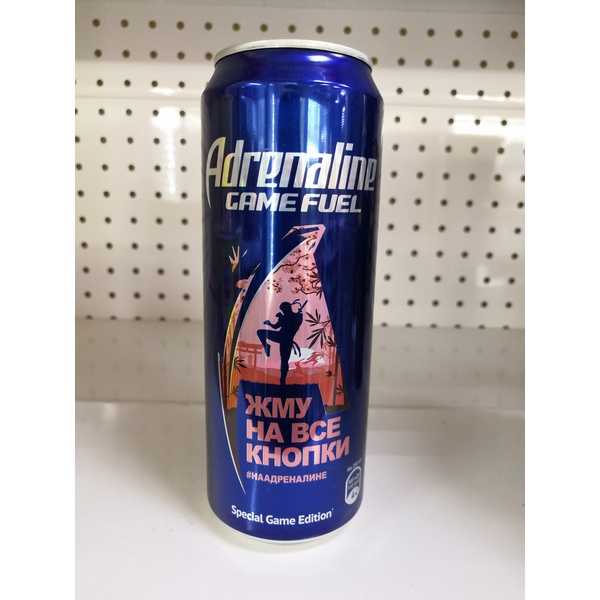 Adrenaline
GAME FUEL
ЖМУ
НА ВСЕ
КНОПКИ
#НААДРЕНАЛИНЕ
Special Game Edition